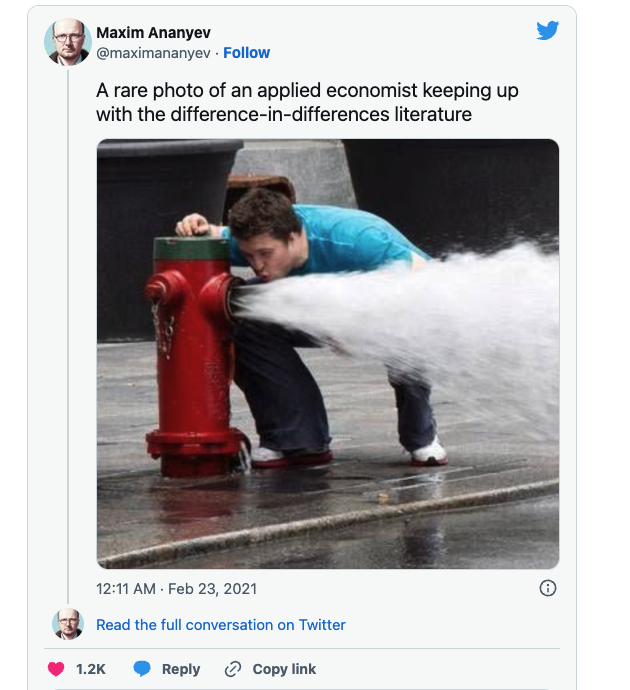 Maxim Ananyev
@maximananyev · Follow
A rare photo of an applied economist keeping up
with the difference-in-differences literature
12:11 AM · Feb 23, 2021
Read the full conversation on Twitter
1.2K Reply Copy link